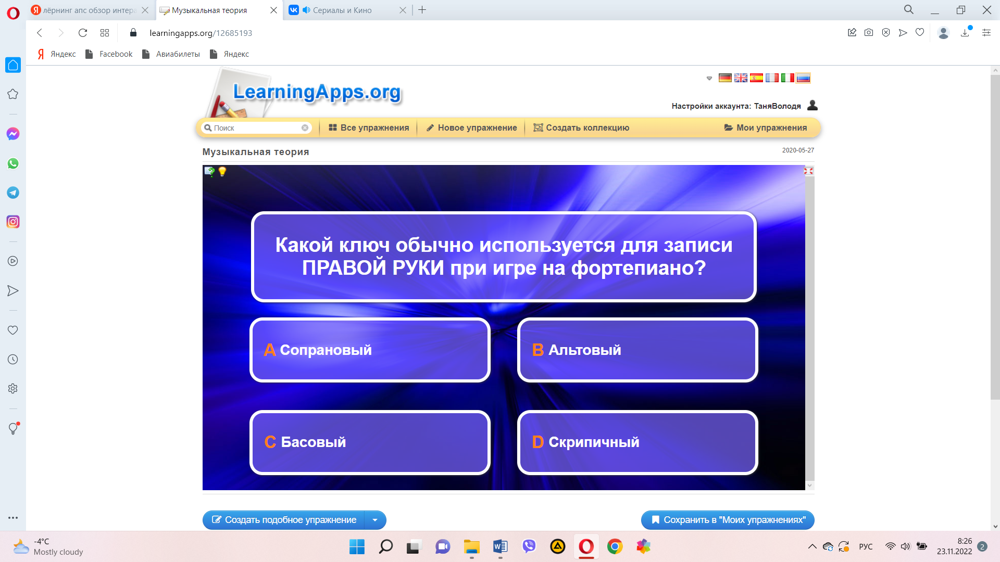 лёрнинг апс обзор интера
Музыкальная теория
Сериалы и Кино
learningapps.org/12685193
Яндекс
Facebook
Авиабилеты
Яндекс
LearningApps.org
Настройки аккаунта: ТаняВолодя
Поиск
Все упражнения
Новое упражнение
Создать коллекцию
Мои упражнения
Музыкальная теория
2020-05-27
Какой ключ обычно используется для записи
ПРАВОЙ РУКИ при игре на фортепиано?
A Сопрановый
B Альтовый
C Басовый
D Скрипичный
Создать подобное упражнение
Сохранить в "Моих упражнениях"
-4°C
Mostly cloudy
РУС
8:26
23.11.2022
2